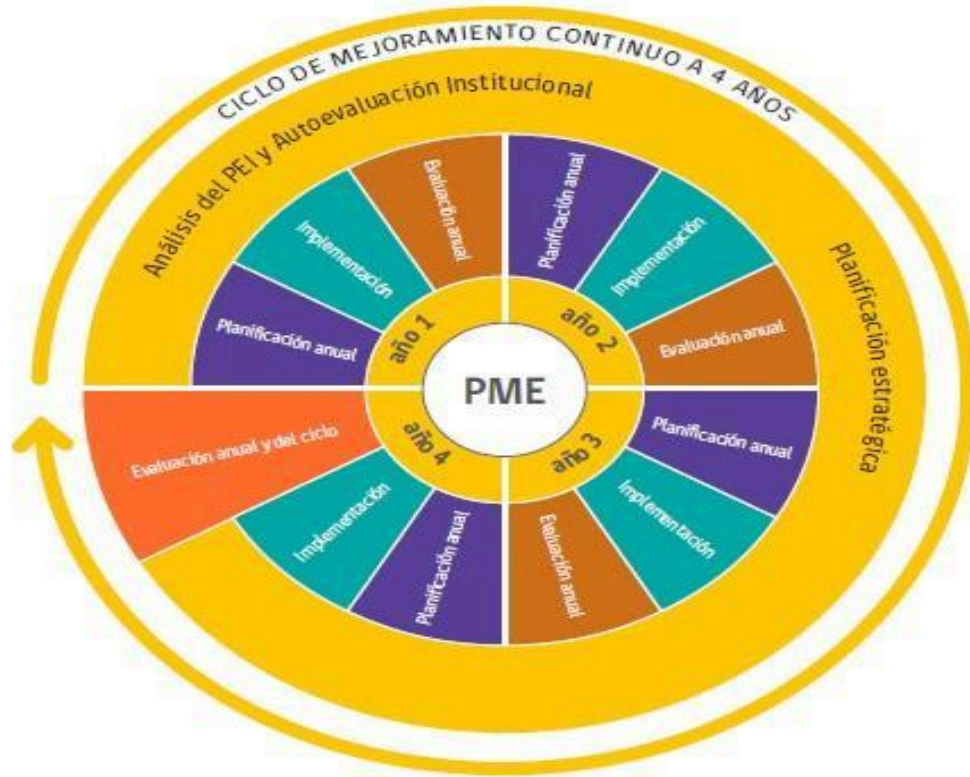 CICLO DE MEJORAMIENTO CONTINUO A 4 AÑOS
Análisis del PEI y Autoevaluación Institucional
Planificación estratégica
PME
año 1
Planificación anual
Implementación
Evaluación anual
año 2
Planificación anual
Implementación
Evaluación anual
año 3
Planificación anual
Implementación
Evaluación anual
año 4
Planificación anual
Implementación
Evaluación anual y del ciclo